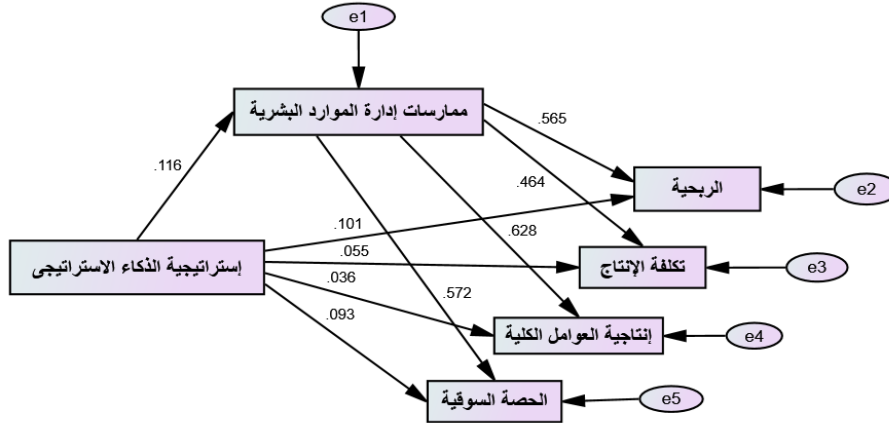 e1
ممارسات إدارة الموارد البشرية
.565
.116
.464
الربحية
e2
.101
.628
إستراتيجية الذكاء الاستراتيجى
.055
تكلفة الإنتاج
e3
.036
.572
.093
إنتاجية العوامل الكلية
e4
الحصة السوقية
e5